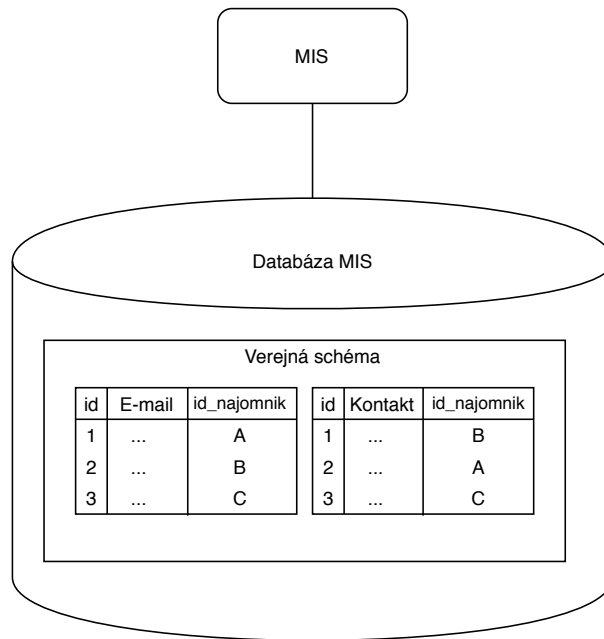 MIS
Databáza MIS
Verejná schéma
id E-mail id_najomnik
1 ... A
2 ... B
3 ... C
id Kontakt id_najomnik
1 ... B
2 ... A
3 ... C